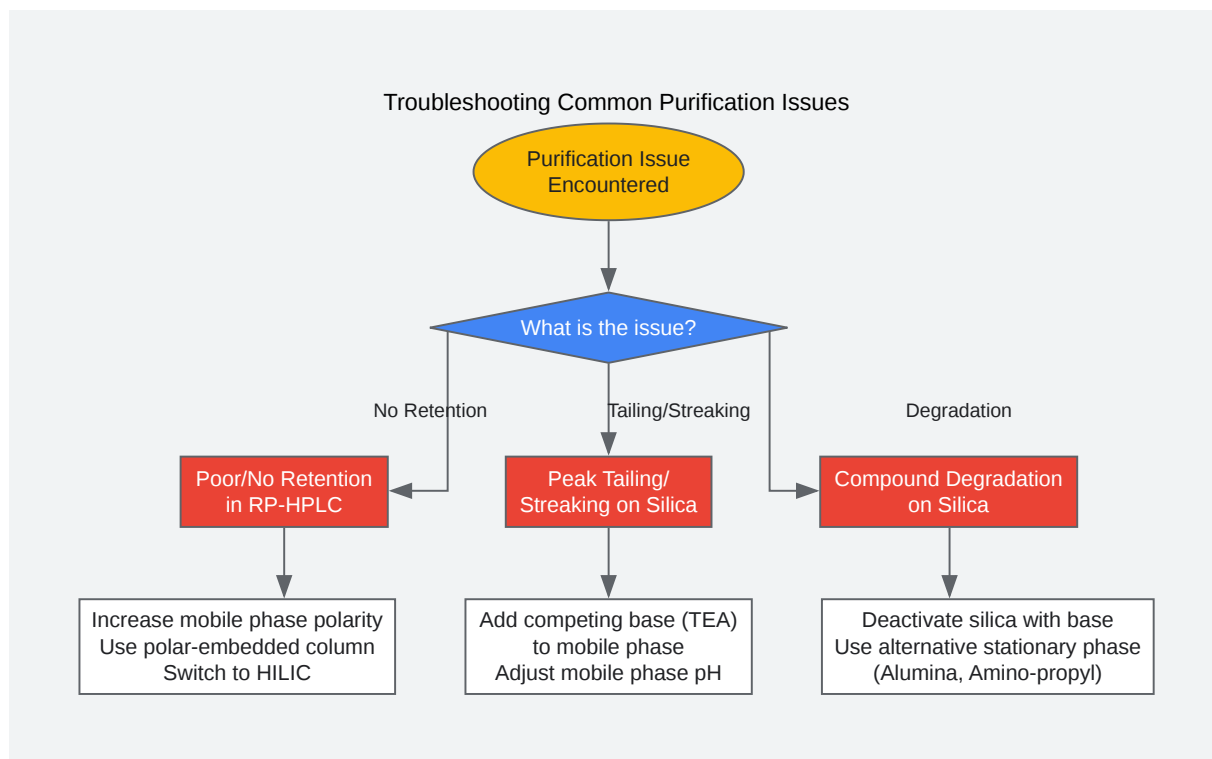 Troubleshooting Common Purification Issues
Purification Issue
Encountered
What is the issue?
No Retention
Tailing/Streaking
Degradation
Poor/No Retention
in RP-HPLC
Peak Tailing/
Streaking on Silica
Compound Degradation
on Silica
Increase mobile phase polarity
Use polar-embedded column
Switch to HILIC
Add competing base (TEA)
to mobile phase
Adjust mobile phase pH
Deactivate silica with base
Use alternative stationary phase
(Alumina, Amino-propyl)